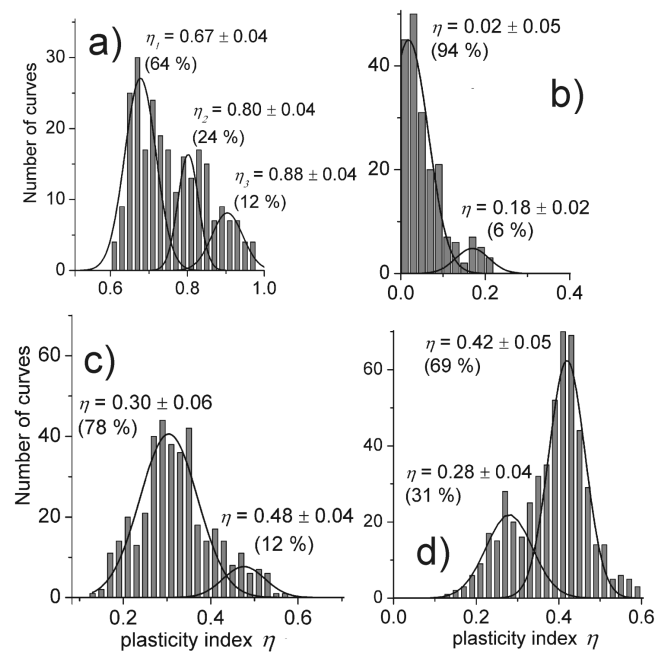 a)
η1 = 0.67 ± 0.04
(64 %)
η2 = 0.80 ± 0.04
(24 %)
η3 = 0.88 ± 0.04
(12 %)
Number of curves
30
20
10
0
0.6
0.8
1.0
b)
η = 0.02 ± 0.05
(94 %)
η = 0.18 ± 0.02
(6 %)
40
20
0
0.0
0.2
0.4
c)
η = 0.30 ± 0.06
(78 %)
η = 0.48 ± 0.04
(12 %)
Number of curves
60
40
20
0
0.2
0.4
0.6
plasticity index η
d)
η = 0.42 ± 0.05
(69 %)
η = 0.28 ± 0.04
(31 %)
60
40
20
0
0.0
0.2
0.4
0.6
plasticity index η